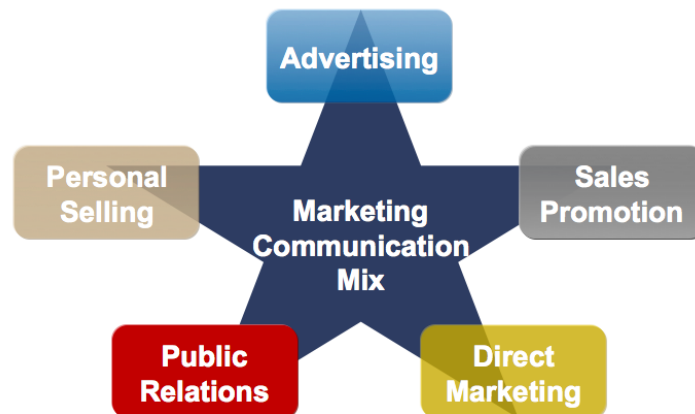 Advertising
Personal
Selling
Sales
Promotion
Marketing
Communication
Mix
Public
Relations
Direct
Marketing